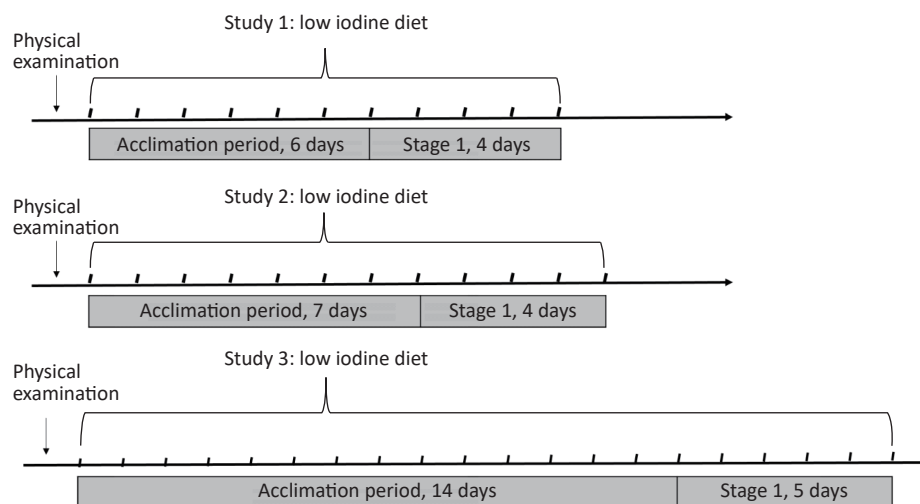 Study 1: low iodine diet
Physical
examination
Acclimation period, 6 days
Stage 1, 4 days
Study 2: low iodine diet
Physical
examination
Acclimation period, 7 days
Stage 1, 4 days
Study 3: low iodine diet
Physical
examination
Acclimation period, 14 days
Stage 1, 5 days